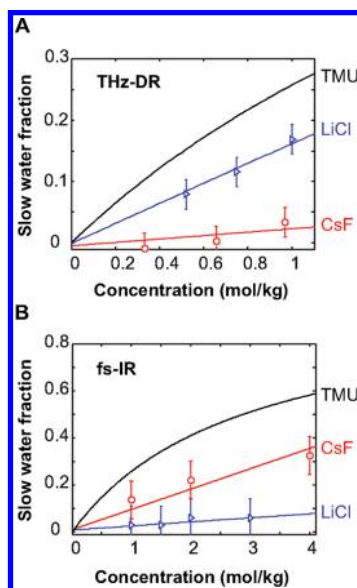 A
THz-DR
TMU
LiCl
CsF
Slow water fraction
0.3
0.2
0.1
0
0 0.2 0.4 0.6 0.8 1
Concentration (mol/kg)
B
fs-IR
TMU
CsF
LiCl
Slow water fraction
0.8
0.6
0.4
0.2
0
0 1 2 3 4
Concentration (mol/kg)